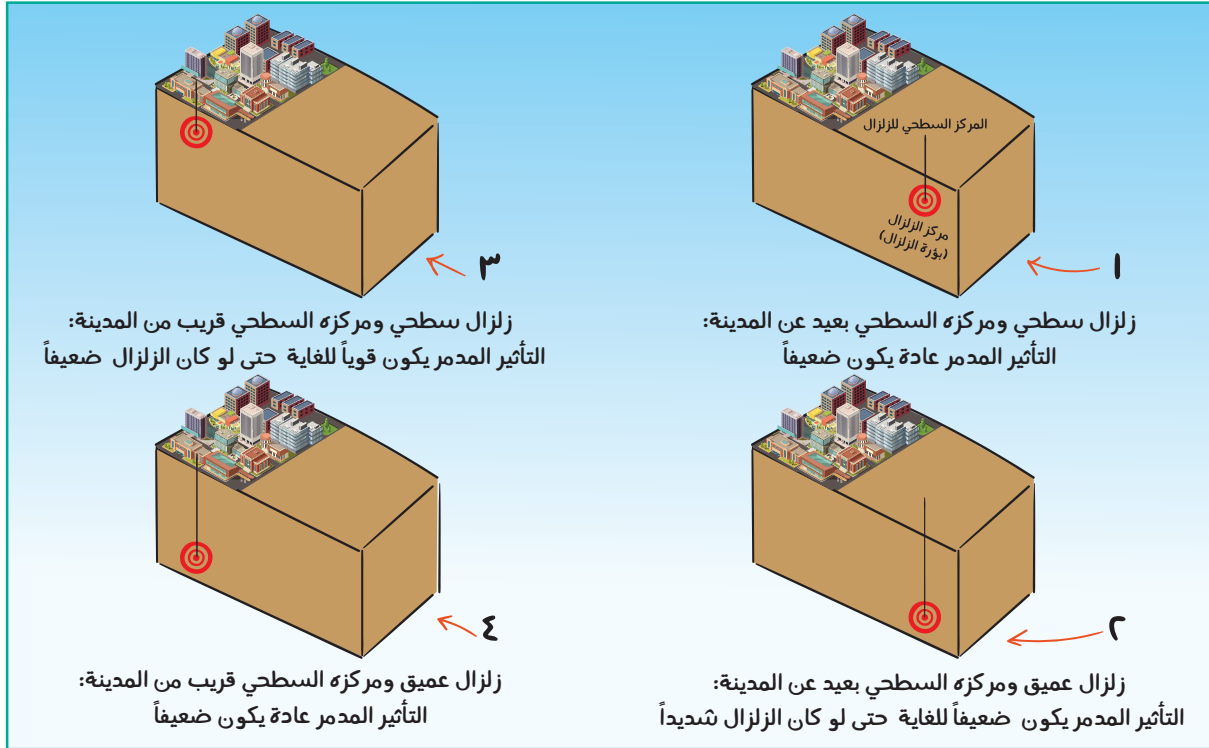 المركز السطحي للزلزال
مركز الزلزال
(بؤرة الزلزال)
١
زلزال سطحي ومركزه السطحي بعيد عن المدينة:
التأثير المدمر عادة يكون ضعيفاً
٢
زلزال عميق ومركزه السطحي بعيد عن المدينة:
التأثير المدمر يكون ضعيفاً للغاية حتى لو كان الزلزال شديداً
٣
زلزال سطحي ومركزه السطحي قريب من المدينة:
التأثير المدمر يكون قوياً للغاية حتى لو كان الزلزال ضعيفاً
٤
زلزال عميق ومركزه السطحي قريب من المدينة:
التأثير المدمر عادة يكون ضعيفاً